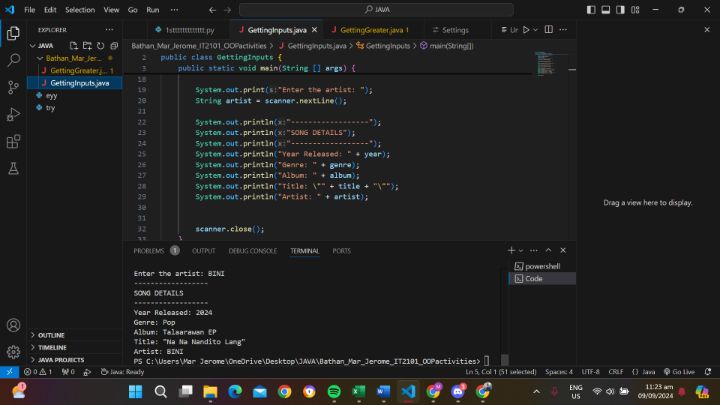 File Edit Selection View Go Run ··· JAVA
EXPLORER ···
JAVA
Bathan_Mar_Jer...
GettingGreater.j... 1
GettingInputs.java
eyy
try
OUTLINE
TIMELINE
JAVA PROJECTS
GettingInputs.java GettingGreater.java 1 Settings
Bathan_Mar_Jerome_IT2101_OOPactivities > GettingInputs.java > GettingInputs > main(String[])
2 public class GettingInputs {
3 public static void main(String [] args) {
18
19 System.out.print(s:"Enter the artist: ");
20 String artist = scanner.nextLine();
21
22 System.out.println(x:"------------------");
23 System.out.println(x:"SONG DETAILS");
24 System.out.println(x:"------------------");
25 System.out.println("Year Released: " + year);
26 System.out.println("Genre: " + genre);
27 System.out.println("Album: " + album);
28 System.out.println("Title: \"" + title + "\"");
29 System.out.println("Artist: " + artist);
30
31
32 scanner.close();
33 }
Drag a view here to display.
PROBLEMS 1 OUTPUT DEBUG CONSOLE TERMINAL PORTS
powershell
Code
Enter the artist: BINI
------------------
SONG DETAILS
------------------
Year Released: 2024
Genre: Pop
Album: Talaarawan EP
Title: "Na Na Nandito Lang"
Artist: BINI
PS C:\Users\Mar Jerome\OneDrive\Desktop\JAVA\Bathan_Mar_Jerome_IT2101_OOPactivities>
0 1 0 Java: Ready Ln 5, Col 1 (51 selected) Spaces: 4 UTF-8 CRLF {} Java Go Live
ENG
US
11:23 am
09/09/2024